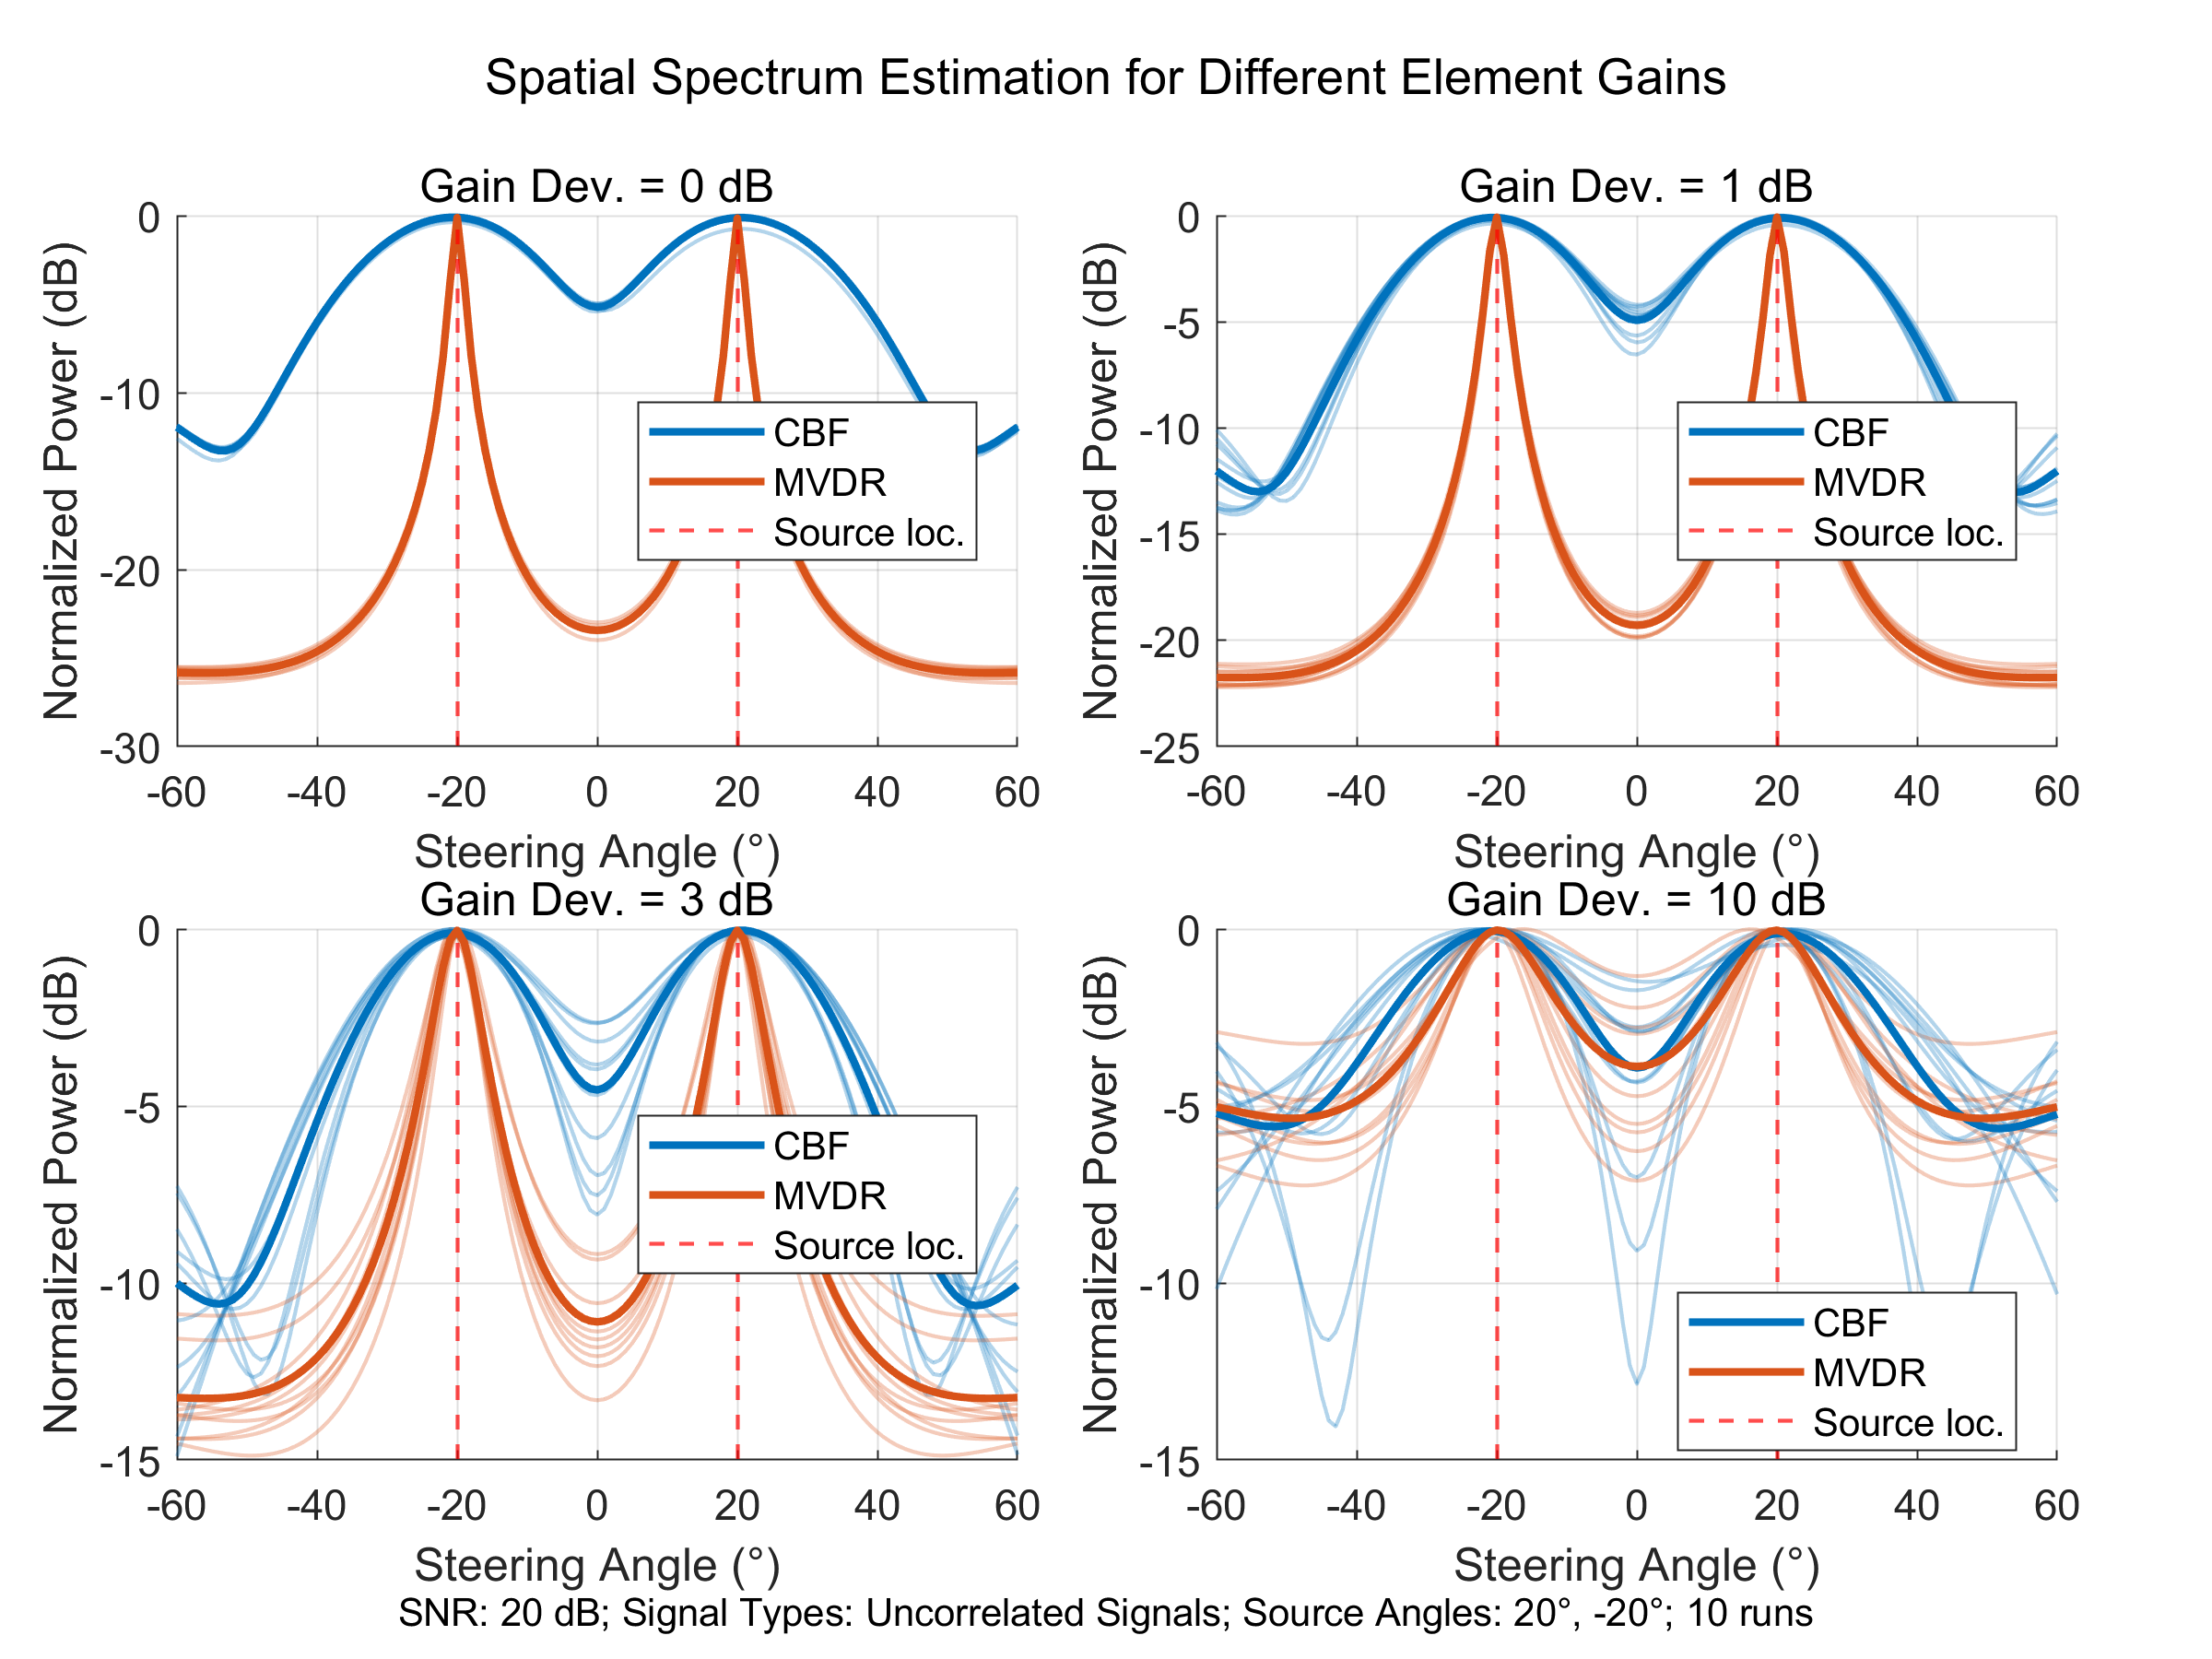 Spatial Spectrum Estimation for Different Element Gains
Gain Dev. = 0 dB
Normalized Power (dB)
0
-10
-20
-30
-60 -40 -20 0 20 40 60
Steering Angle (°)
CBF
MVDR
Source loc.
Gain Dev. = 1 dB
Normalized Power (dB)
0
-5
-10
-15
-20
-25
-60 -40 -20 0 20 40 60
Steering Angle (°)
CBF
MVDR
Source loc.
Gain Dev. = 3 dB
Normalized Power (dB)
0
-5
-10
-15
-60 -40 -20 0 20 40 60
Steering Angle (°)
CBF
MVDR
Source loc.
Gain Dev. = 10 dB
Normalized Power (dB)
0
-5
-10
-15
-60 -40 -20 0 20 40 60
Steering Angle (°)
CBF
MVDR
Source loc.
SNR: 20 dB; Signal Types: Uncorrelated Signals; Source Angles: 20°, -20°; 10 runs